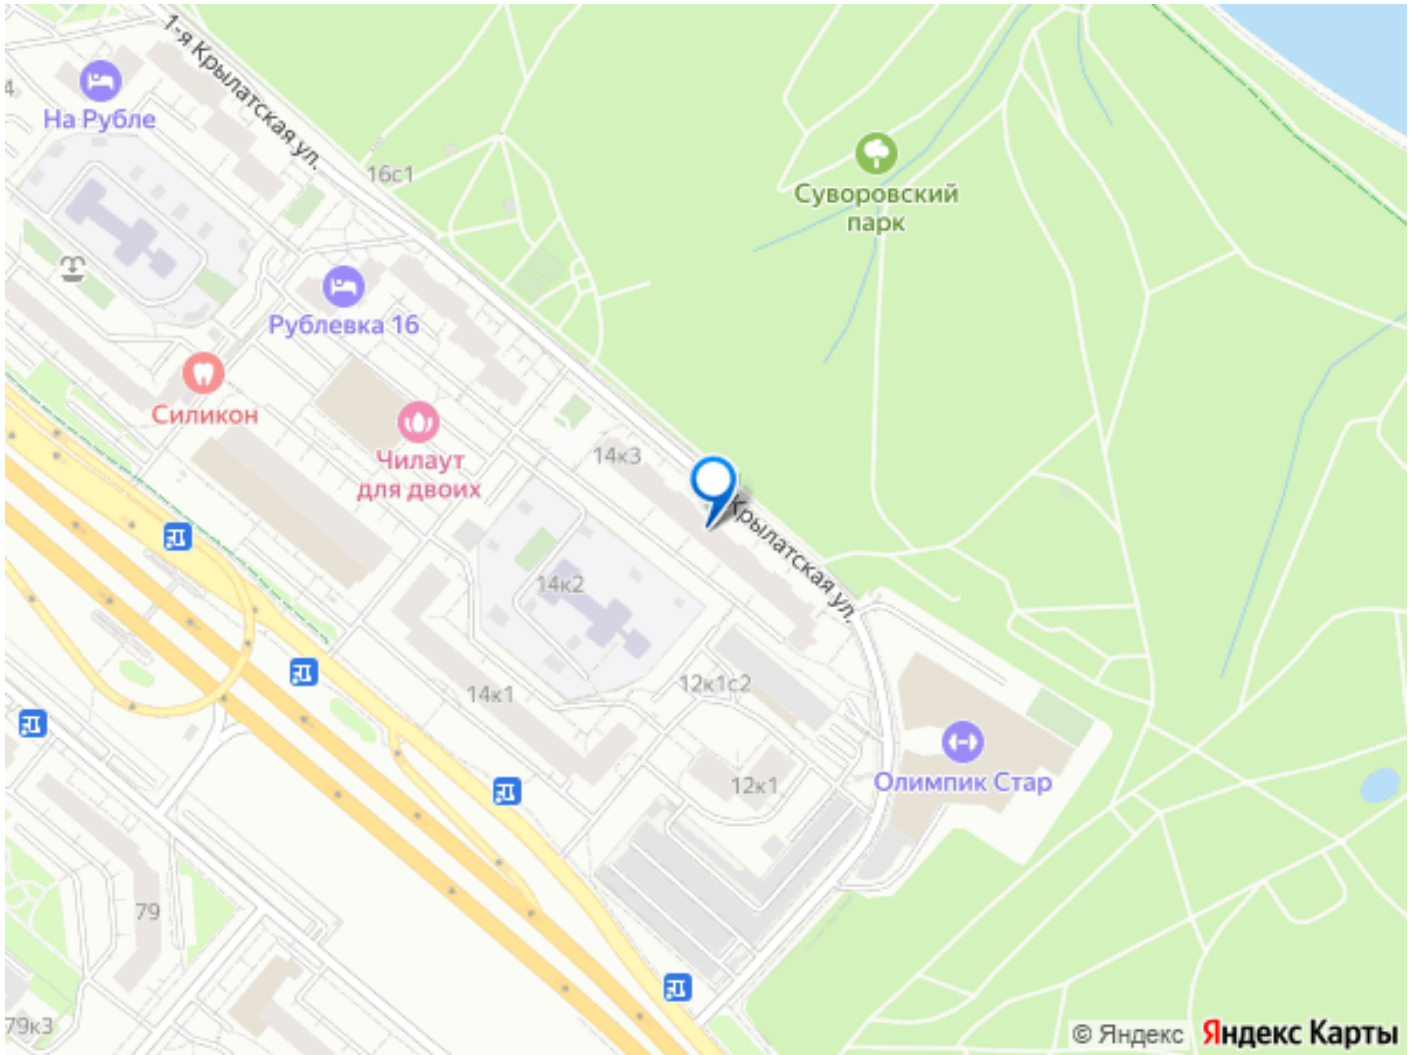 1-я Крылатская ул.
4
На Рубле
16с1
Суворовский
парк
Рублевка 16
Силикон
Чилаут
для двоих
14к3
Крылатская ул.
14к2
14к1
12к1с2
12к1
Олимпик Стар
79
79к3
© Яндекс Яндекс Карты